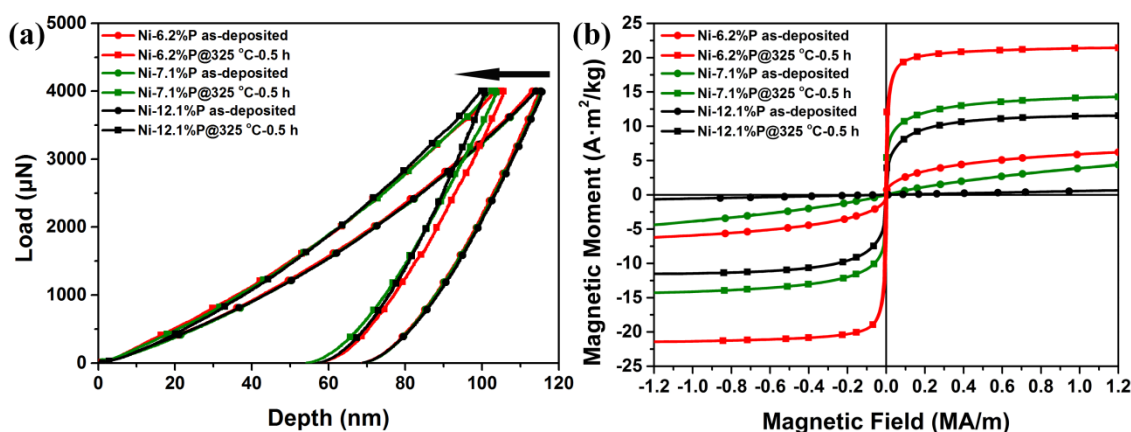 (a)
5000
4000
3000
2000
1000
0
Load (µN)
Ni-6.2%P as-deposited
Ni-6.2%P@325 °C-0.5 h
Ni-7.1%P as-deposited
Ni-7.1%P@325 °C-0.5 h
Ni-12.1%P as-deposited
Ni-12.1%P@325 °C-0.5 h
0 20 40 60 80 100 120
Depth (nm)
(b)
25
20
15
10
5
0
-5
-10
-15
-20
-25
Magnetic Moment (A·m²/kg)
Ni-6.2%P as-deposited
Ni-6.2%P@325 °C-0.5 h
Ni-7.1%P as-deposited
Ni-7.1%P@325 °C-0.5 h
Ni-12.1%P as-deposited
Ni-12.1%P@325 °C-0.5 h
-1.2 -1.0 -0.8 -0.6 -0.4 -0.2 0.0 0.2 0.4 0.6 0.8 1.0 1.2
Magnetic Field (MA/m)